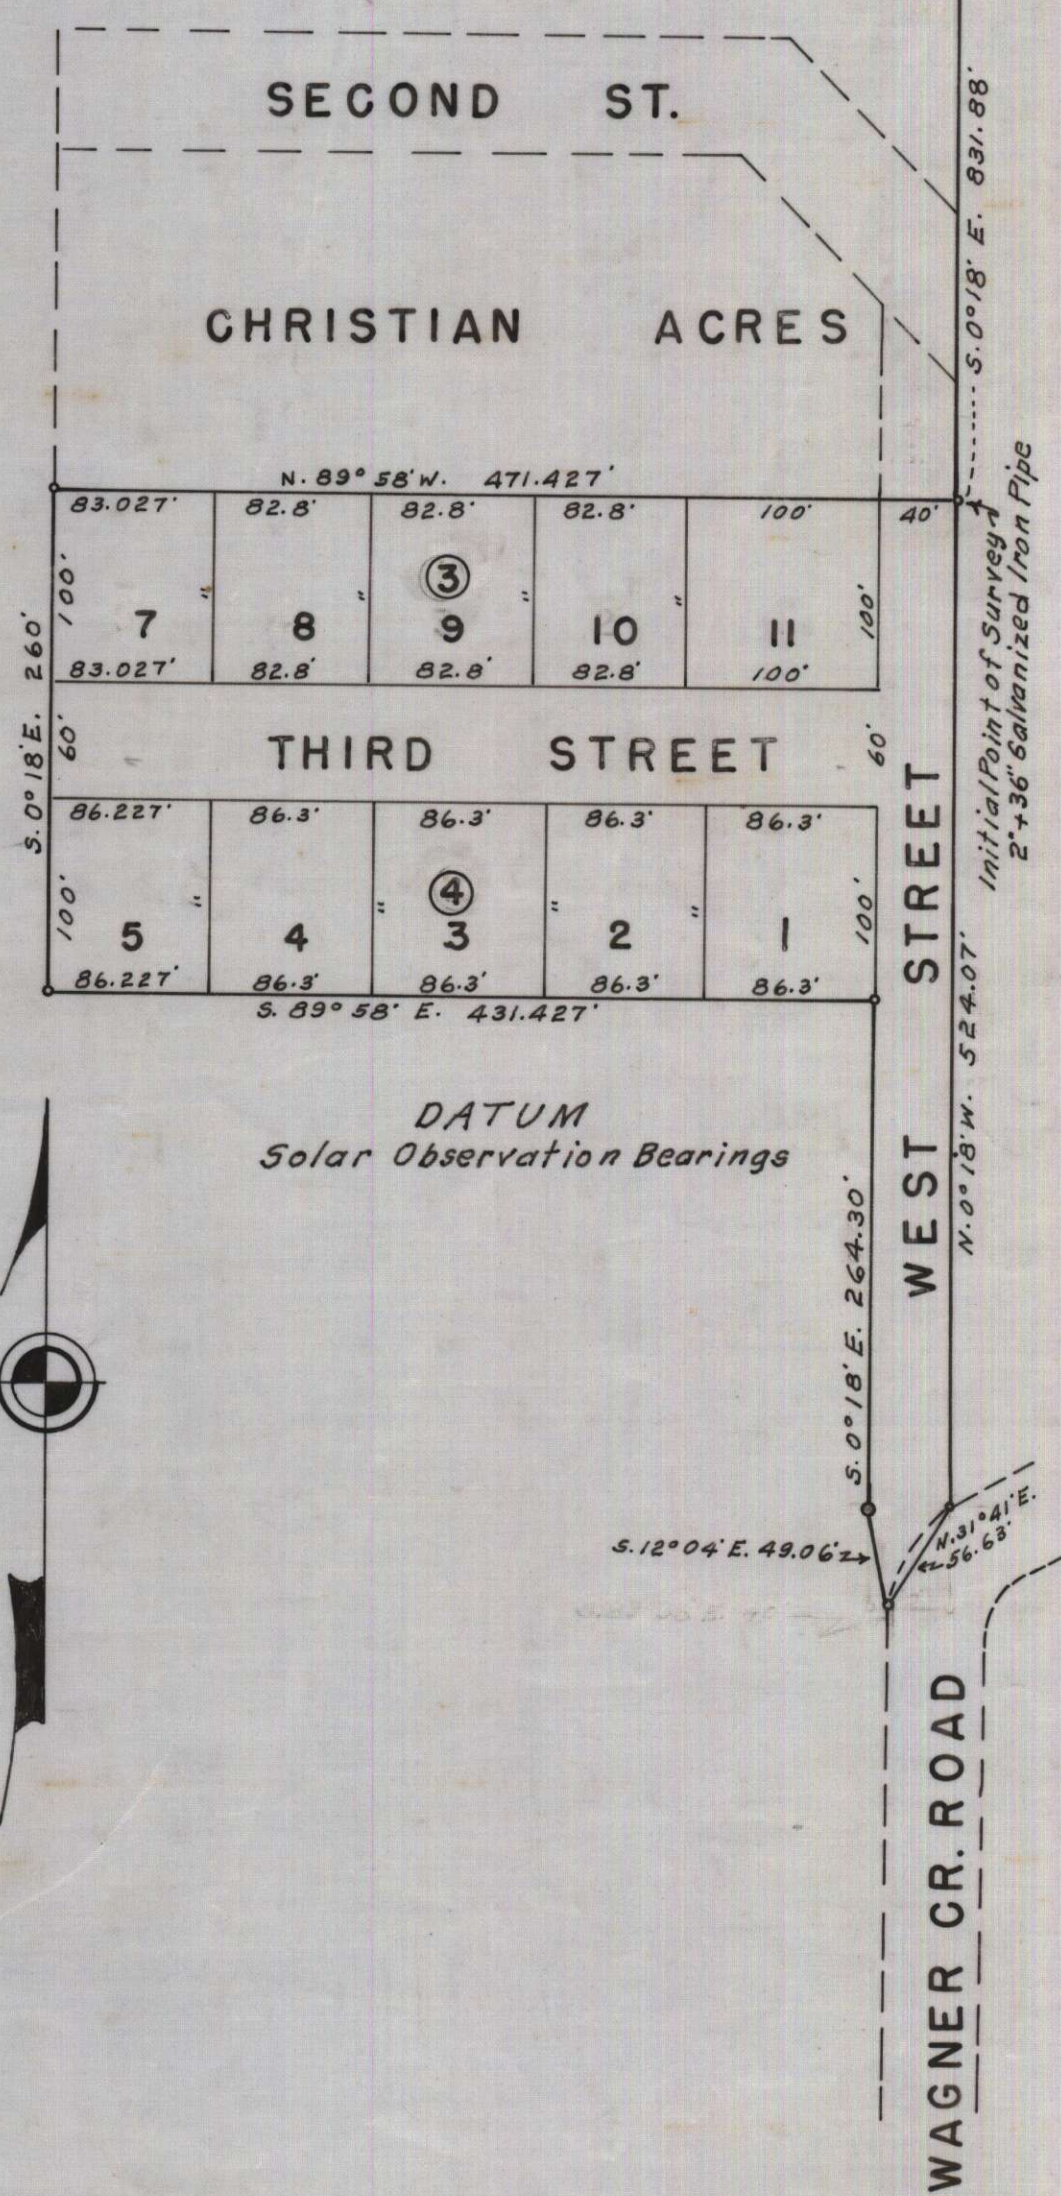 SECOND ST.
S. 0° 18' E. 831.88'
CHRISTIAN ACRES
N. 89° 58' W. 471.427'
83.027' 82.8' 82.8' 82.8' 100' 40'
Initial Point of Survey
2" + 36" Galvanized Iron Pipe
S. 0° 18' E. 260'
100' " " " " 100'
③
7 8 9 10 11
83.027' 82.8' 82.8' 82.8' 100'
60' THIRD STREET 60'
86.227' 86.3' 86.3' 86.3' 86.3'
100' " " " " 100'
④
5 4 3 2 1
86.227' 86.3' 86.3' 86.3' 86.3'
S. 89° 58' E. 431.427'
WEST STREET
N. 0° 18' W. 524.07'
DATUM
Solar Observation Bearings
S. 0° 18' E. 264.30'
S. 12° 04' E. 49.06'
N. 31° 41' E.
56.63'
WAGNER CR. ROAD